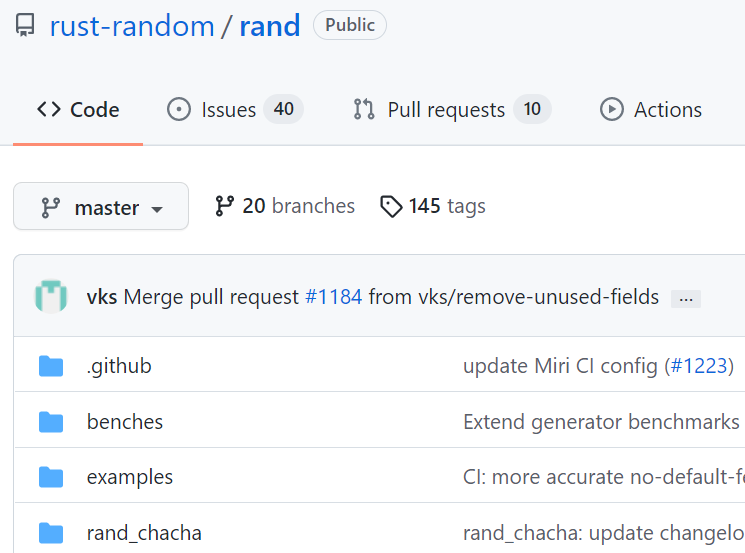 rust-random / rand Public
Code Issues 40 Pull requests 10 Actions
master 20 branches 145 tags
vks Merge pull request #1184 from vks/remove-unused-fields ...
.github update Miri CI config (#1223)
benches Extend generator benchmarks
examples CI: more accurate no-default-fe
rand_chacha rand_chacha: update changelo